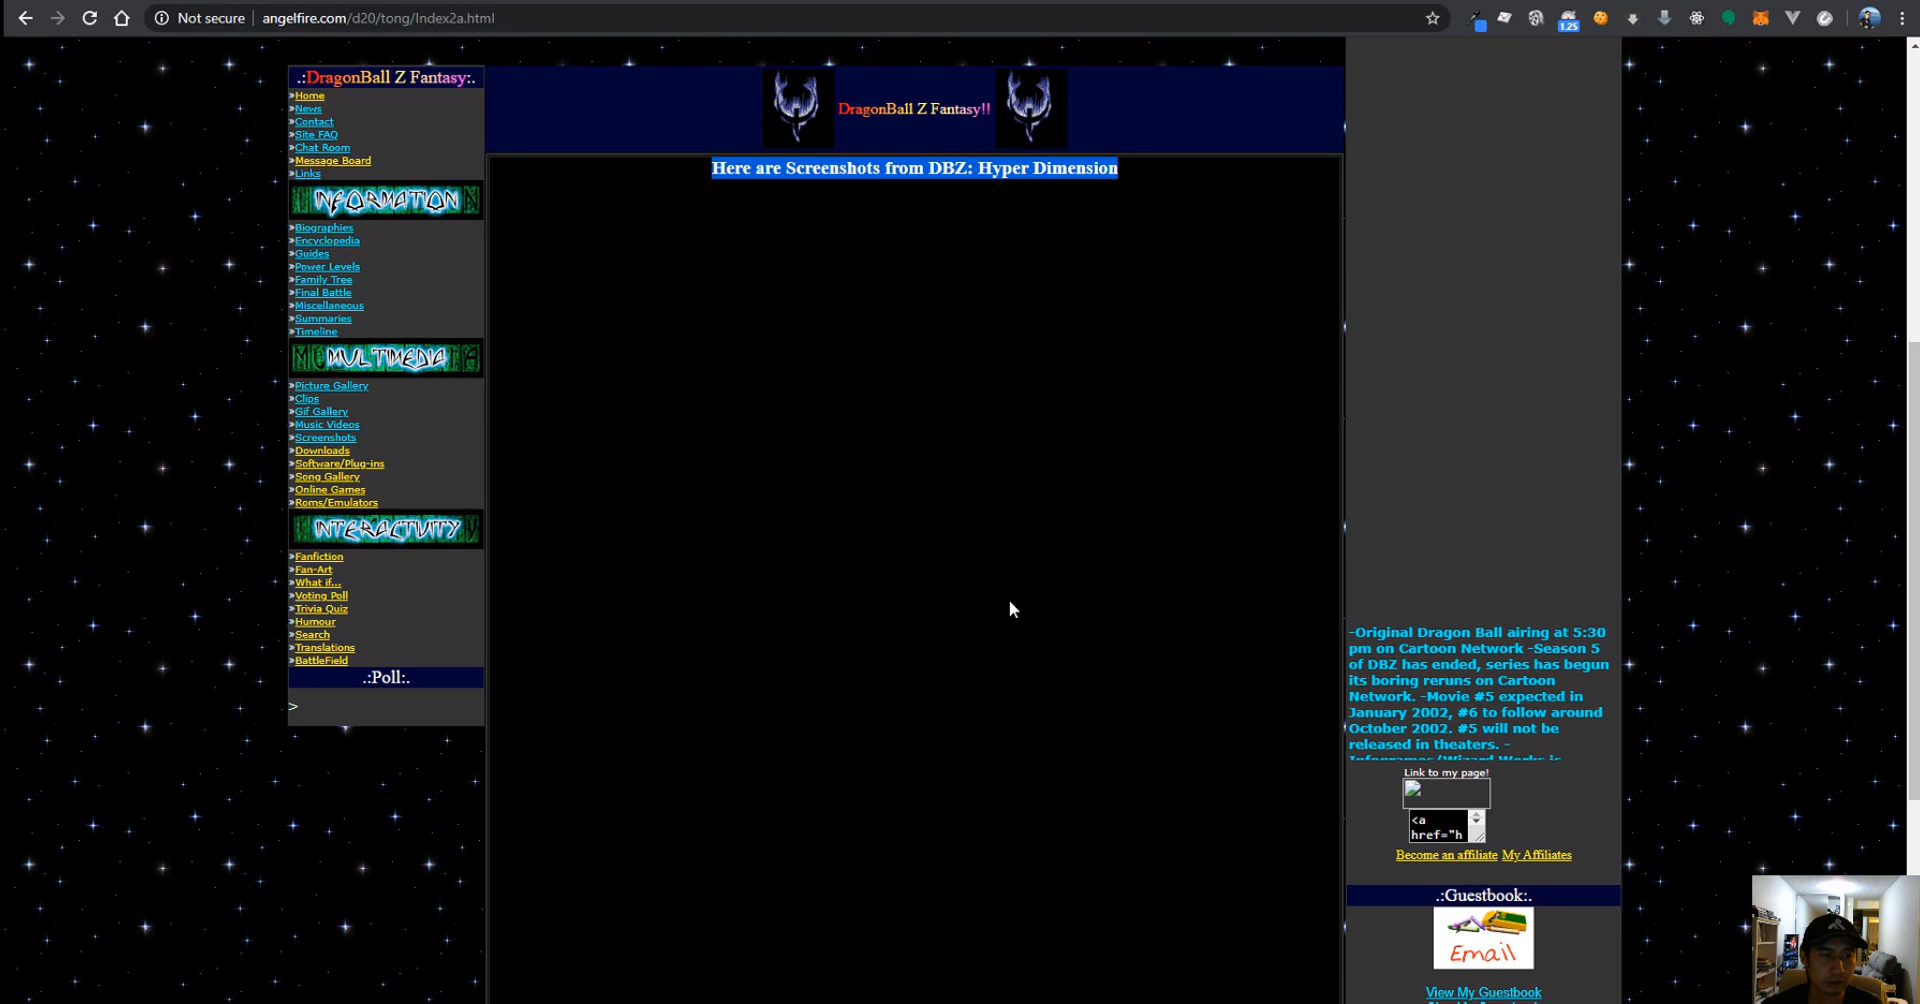 Not secure
angelfire.com/d20/tong/Index2a.html
1.25
.:DragonBall Z Fantasy:.
»Home
»News
»Contact
»Site FAQ
»Chat Room
»Message Board
»Links
INFORMATION
»Biographies
»Encyclopedia
»Guides
»Power Levels
»Family Tree
»Final Battle
»Miscellaneous
»Summaries
»Timeline
MULTIMEDIA
»Picture Gallery
»Clips
»Gif Gallery
»Music Videos
»Screenshots
»Downloads
»Software/Plug-ins
»Song Gallery
»Online Games
»Roms/Emulators
INTERACTIVITY
»Fanfiction
»Fan-Art
»What if...
»Voting Poll
»Trivia Quiz
»Humour
»Search
»Translations
»BattleField
.:Poll:.
>
DragonBall Z Fantasy!!
Here are Screenshots from DBZ: Hyper Dimension
-Original Dragon Ball airing at 5:30
pm on Cartoon Network -Season 5
of DBZ has ended, series has begun
its boring reruns on Cartoon
Network. -Movie #5 expected in
January 2002, #6 to follow around
October 2002. #5 will not be
released in theaters. -
Infogrames/Wizard Works is
Link to my page!
<a
href="h
Become an affiliate My Affiliates
.:Guestbook:.
Email
View My Guestbook